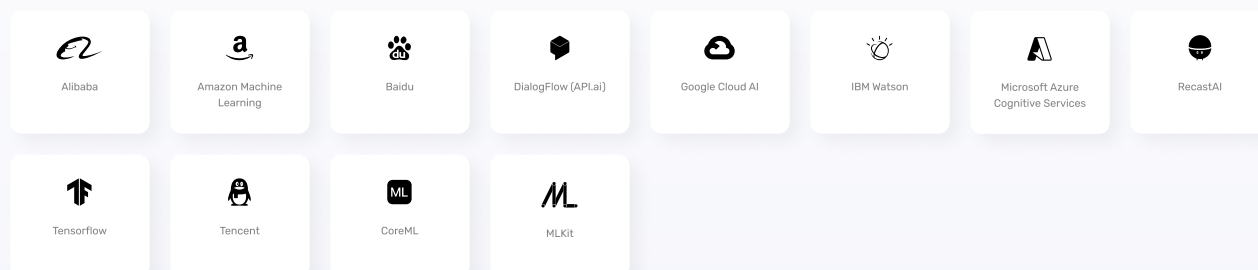 Alibaba
Amazon Machine
Learning
du
Baidu
DialogFlow (API.ai)
Google Cloud AI
IBM Watson
Microsoft Azure
Cognitive Services
RecastAI
Tensorflow
Tencent
ML
CoreML
MLKit